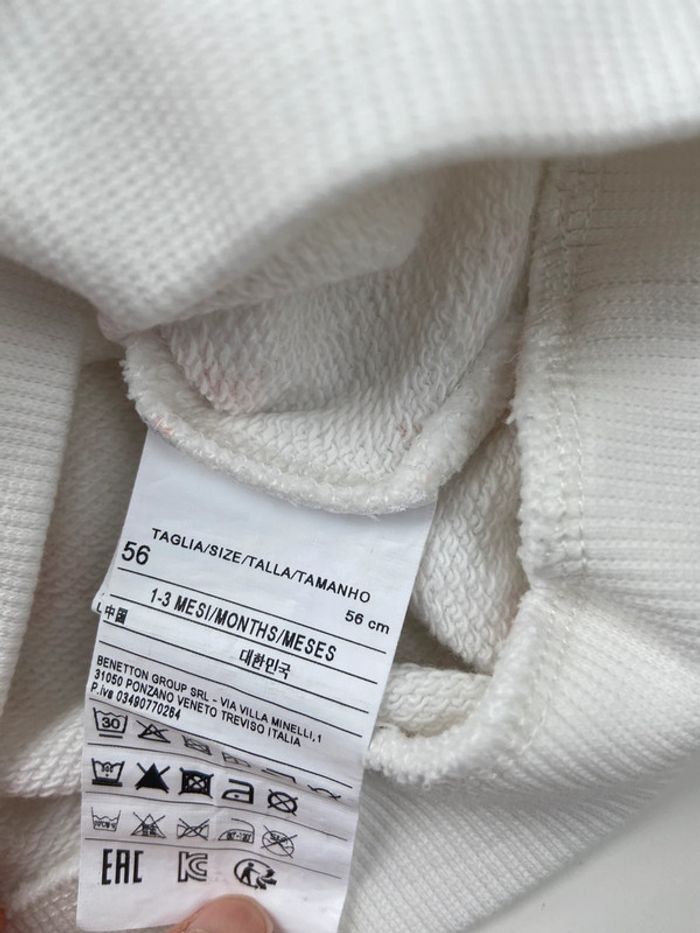 TAGLIA/SIZE/TALLA/TAMANHO
56
56 cm
1-3 MESI/MONTHS/MESES
中国
대한민국
BENETTON GROUP SRL - VIA VILLA MINELLI,1
31050 PONZANO VENETO TREVISO ITALIA
P.iva 03490770264
30
EAC